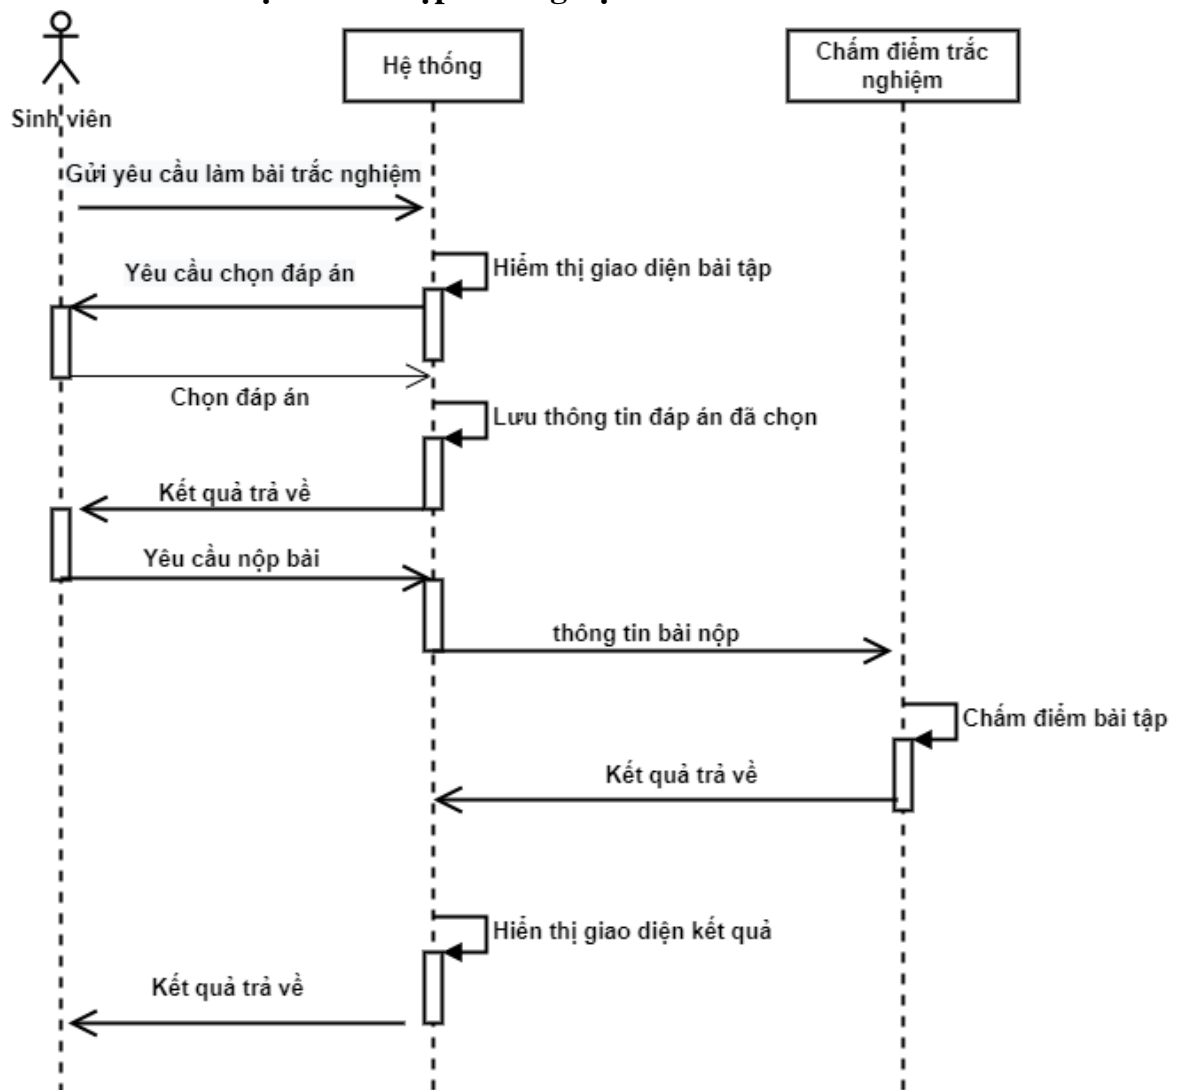 Hệ thống
Chấm điểm trắc
nghiệm
Sinh viên
Gửi yêu cầu làm bài trắc nghiệm
Hiểm thị giao diện bài tập
Yêu cầu chọn đáp án
Chọn đáp án
Lưu thông tin đáp án đã chọn
Kết quả trả về
Yêu cầu nộp bài
thông tin bài nộp
Chấm điểm bài tập
Kết quả trả về
Hiển thị giao diện kết quả
Kết quả trả về